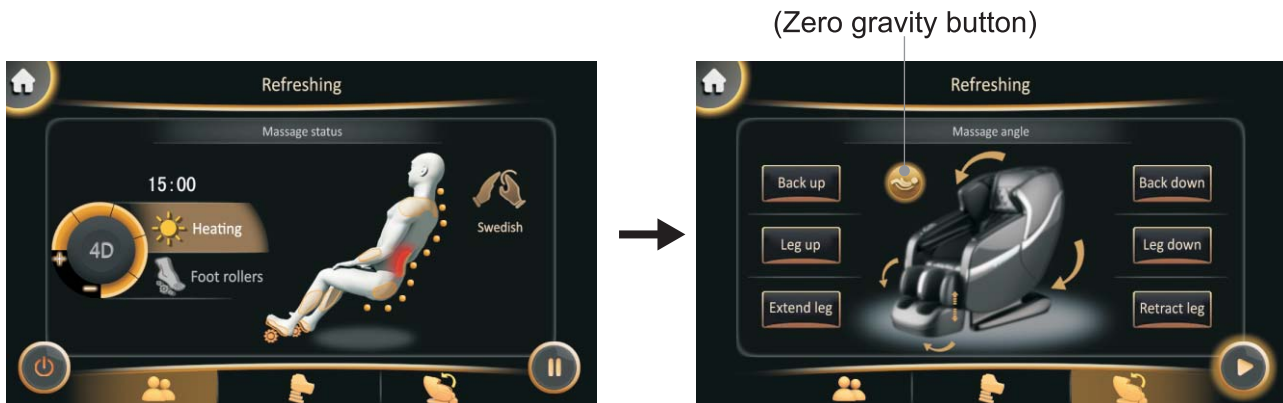 (Zero gravity button)
Refreshing
Massage status
15:00
4D
Heating
Foot rollers
Swedish
Refreshing
Massage angle
Back up
Back down
Leg up
Leg down
Extend leg
Retract leg